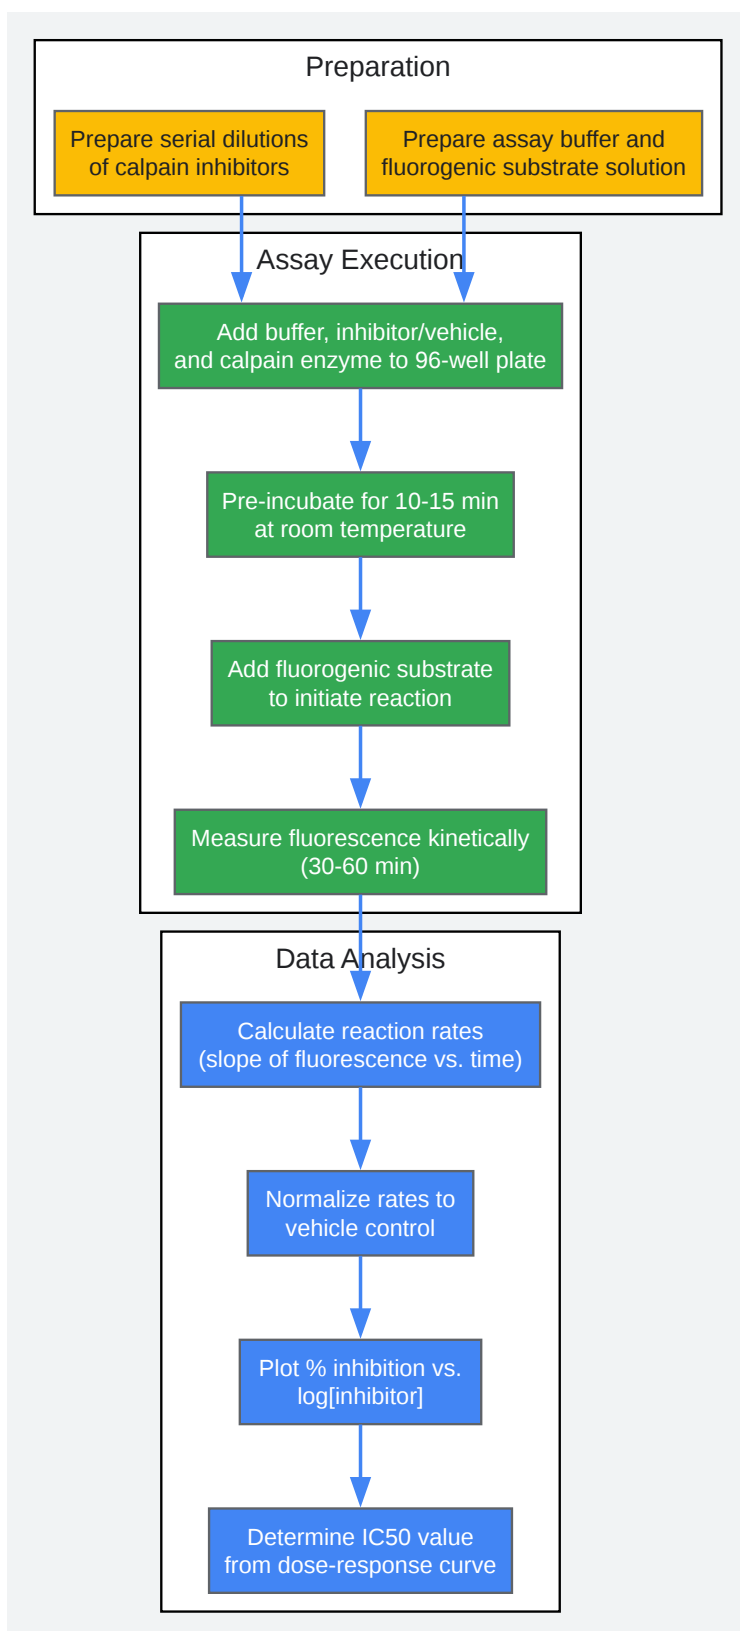 Preparation
Prepare serial dilutions
of calpain inhibitors
Prepare assay buffer and
fluorogenic substrate solution
Assay Execution
Add buffer, inhibitor/vehicle,
and calpain enzyme to 96-well plate
Pre-incubate for 10-15 min
at room temperature
Add fluorogenic substrate
to initiate reaction
Measure fluorescence kinetically
(30-60 min)
Data Analysis
Calculate reaction rates
(slope of fluorescence vs. time)
Normalize rates to
vehicle control
Plot % inhibition vs.
log[inhibitor]
Determine IC50 value
from dose-response curve